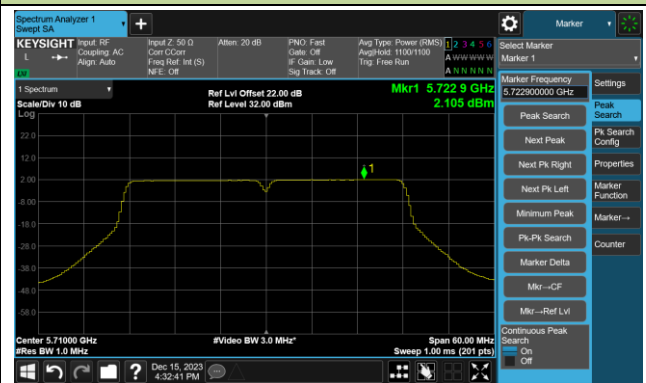 Spectrum Analyzer 1
Swept SA
Marker
KEYSIGHT
L
LXI
Input: RF
Coupling: AC
Align: Auto
Input Z: 50 Ω
Corr CCorr
Freq Ref: Int (S)
NFE: Off
Atten: 20 dB
PNO: Fast
Gate: Off
IF Gain: Low
Sig Track: Off
Avg Type: Power (RMS)
Avg|Hold: 1100/1100
Trig: Free Run
1 2 3 4 5 6
A W W W W W
A N N N N N
Select Marker
Marker 1
1 Spectrum
Scale/Div 10 dB
Log
Ref Lvl Offset 22.00 dB
Ref Level 32.00 dBm
Mkr1 5.722 9 GHz
2.105 dBm
22.0
12.0
2.00
-8.00
-18.0
-28.0
-38.0
-48.0
-58.0
1
Center 5.71000 GHz
#Res BW 1.0 MHz
#Video BW 3.0 MHz*
Span 60.00 MHz
Sweep 1.00 ms (201 pts)
Marker Frequency
5.722900000 GHz
Peak Search
Next Peak
Next Pk Right
Next Pk Left
Minimum Peak
Pk-Pk Search
Marker Delta
Mkr→CF
Mkr→Ref Lvl
Continuous Peak
Search
On
Off
Settings
Peak
Search
Pk Search
Config
Properties
Marker
Function
Marker→
Counter
Dec 15, 2023
4:32:41 PM